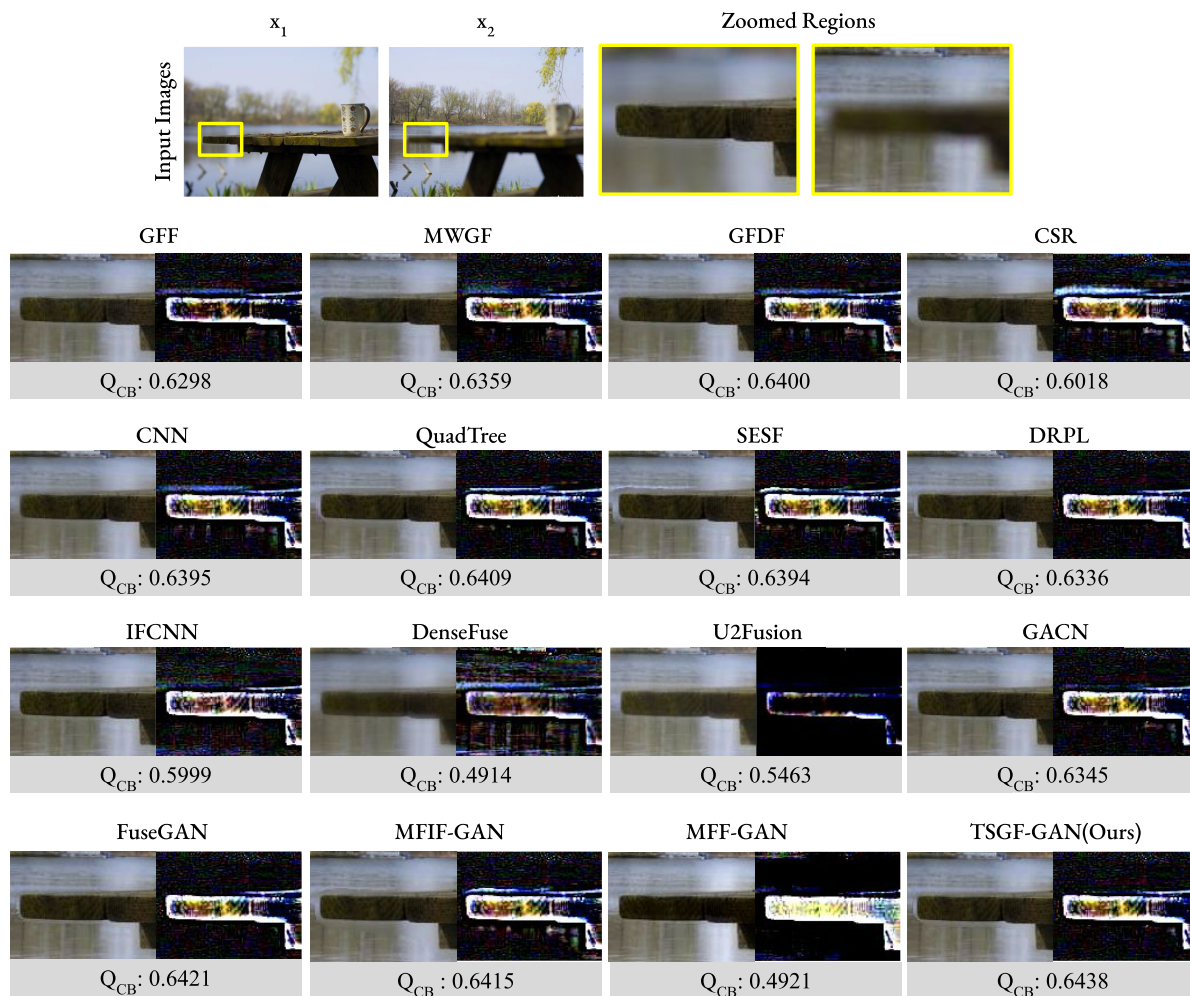 x1 x2 Zoomed Regions
Input Images
GFF MWGF GFDF CSR
QCB: 0.6298 QCB: 0.6359 QCB: 0.6400 QCB: 0.6018
CNN QuadTree SESF DRPL
QCB: 0.6395 QCB: 0.6409 QCB: 0.6394 QCB: 0.6336
IFCNN DenseFuse U2Fusion GACN
QCB: 0.5999 QCB: 0.4914 QCB: 0.5463 QCB: 0.6345
FuseGAN MFIF-GAN MFF-GAN TSGF-GAN(Ours)
QCB: 0.6421 QCB : 0.6415 QCB: 0.4921 QCB: 0.6438